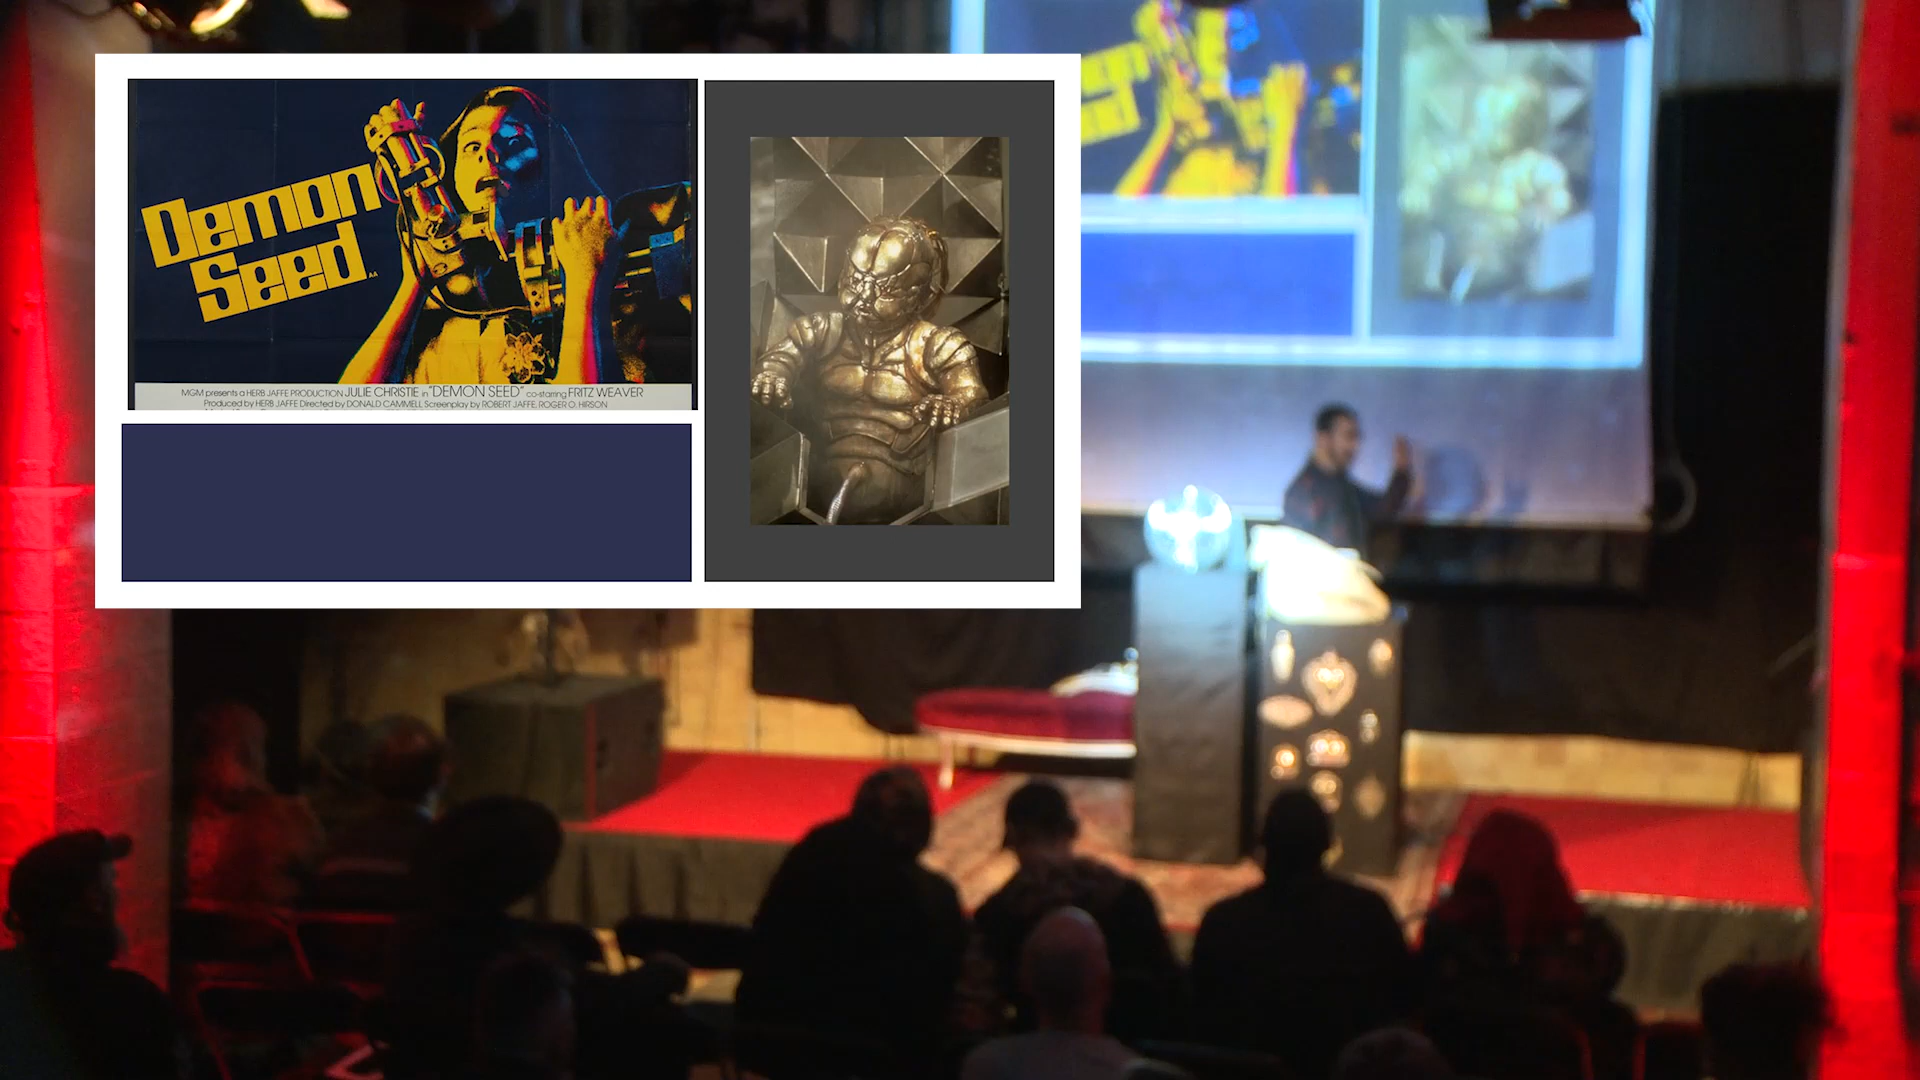 Demon
Seed
AA
MGM presents a HERB JAFFE PRODUCTION JULIE CHRISTIE in "DEMON SEED" co-starring FRITZ WEAVER
Produced by HERB JAFFE Directed by DONALD CAMMELL Screenplay by ROBERT JAFFE, ROGER O. HIRSON